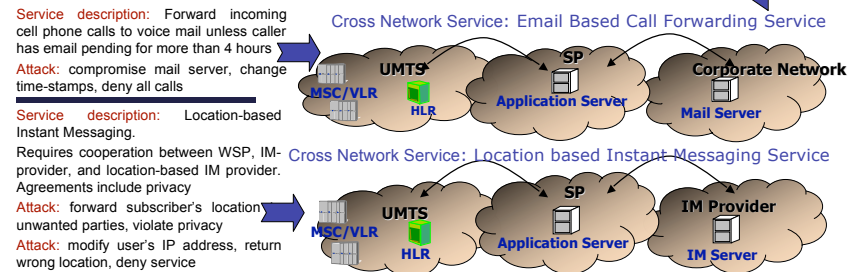 Service description: Forward incoming
cell phone calls to voice mail unless caller
has email pending for more than 4 hours
Attack: compromise mail server, change
time-stamps, deny all calls
Service description: Location-based
Instant Messaging.
Requires cooperation between WSP, IM-
provider, and location-based IM provider.
Agreements include privacy
Attack: forward subscriber's location
unwanted parties, violate privacy
Attack: modify user's IP address, return
wrong location, deny service
Cross Network Service: Email Based Call Forwarding Service
UMTS
MSC/VLR
HLR
SP
Application Server
Corporate Network
Mail Server
Cross Network Service: Location based Instant Messaging Service
UMTS
MSC/VLR
HLR
SP
Application Server
IM Provider
IM Server